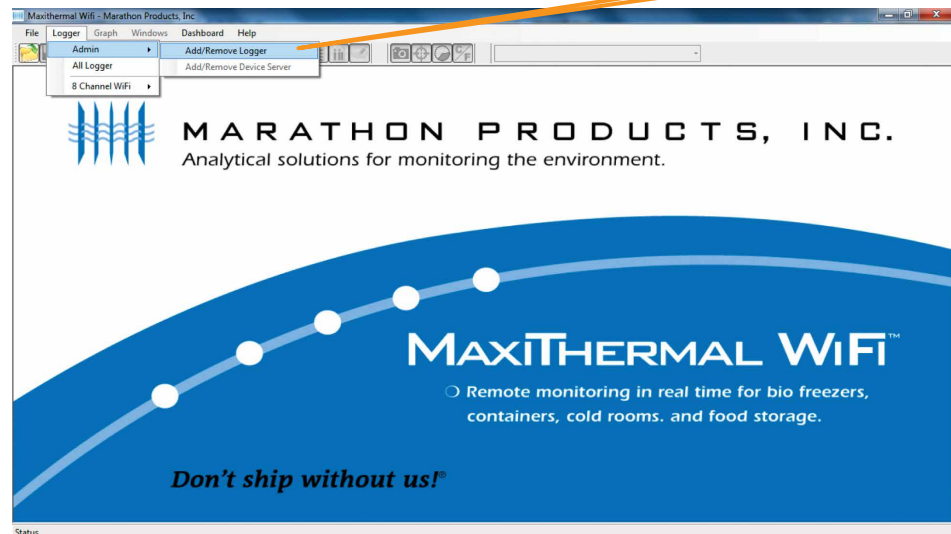 Maxithermal Wifi - Marathon Products, Inc
File Logger Graph Windows Dashboard Help
Admin
Add/Remove Logger
All Logger
Add/Remove Device Server
8 Channel WiFi
°C/F
MARATHON PRODUCTS, INC.
Analytical solutions for monitoring the environment.
MAXITHERMAL WIFI™
Remote monitoring in real time for bio freezers,
containers, cold rooms. and food storage.
Don't ship without us!®
Status